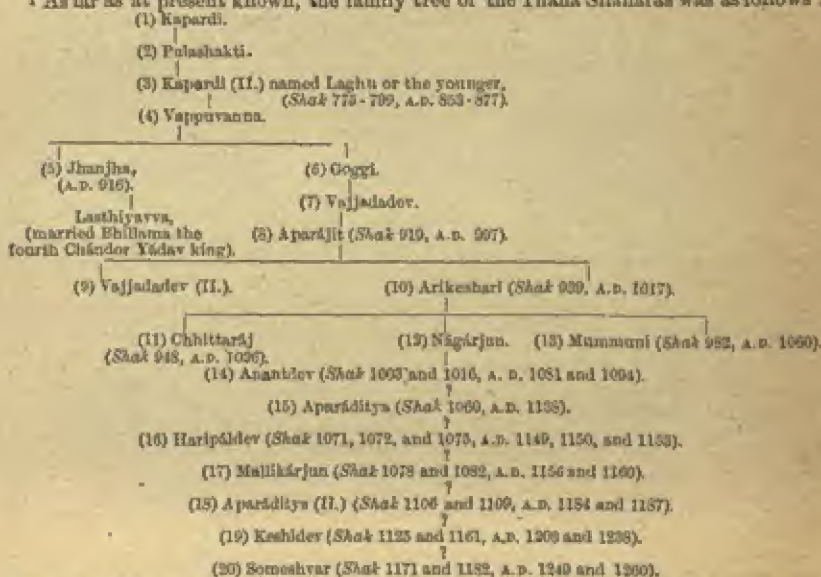 ¹ As far as at present known, the family tree of the Thána Siláháras was as follows :
(1) Kapardi.
(2) Pulashakti.
(3) Kapardi (II.) named Laghu or the younger,
(Shak 775 - 799, A.D. 853 - 877).
(4) Vappuvanna.
(5) Jhanjha, (6) Goggi.
(A.D. 916).
(7) Vajjadadev.
Lasthiyavva,
(married Bhillama the (8) Aparájit (Shak 919, A.D. 997).
fourth Chándor Yádav king).
(9) Vajjadadev (II.). (10) Arikeshari (Shak 939, A.D. 1017).
(11) Chhittaráj (12) Nágárjun. (13) Mummuni (Shak 982, A.D. 1060).
(Shak 948, A.D. 1026).
(14) Anantdev (Shak 1003 and 1016, A.D. 1081 and 1094).
?
(15) Aparáditya (Shak 1060, A.D. 1138).
?
(16) Haripáldev (Shak 1071, 1072, and 1075, A.D. 1149, 1150, and 1153).
?
(17) Mallikárjun (Shak 1078 and 1082, A.D. 1156 and 1160).
?
(18) Aparáditya (II.) (Shak 1106 and 1109, A.D. 1184 and 1187).
?
(19) Keshidev (Shak 1125 and 1161, A.D. 1203 and 1238).
?
(20) Someshvar (Shak 1171 and 1182, A.D. 1249 and 1260).